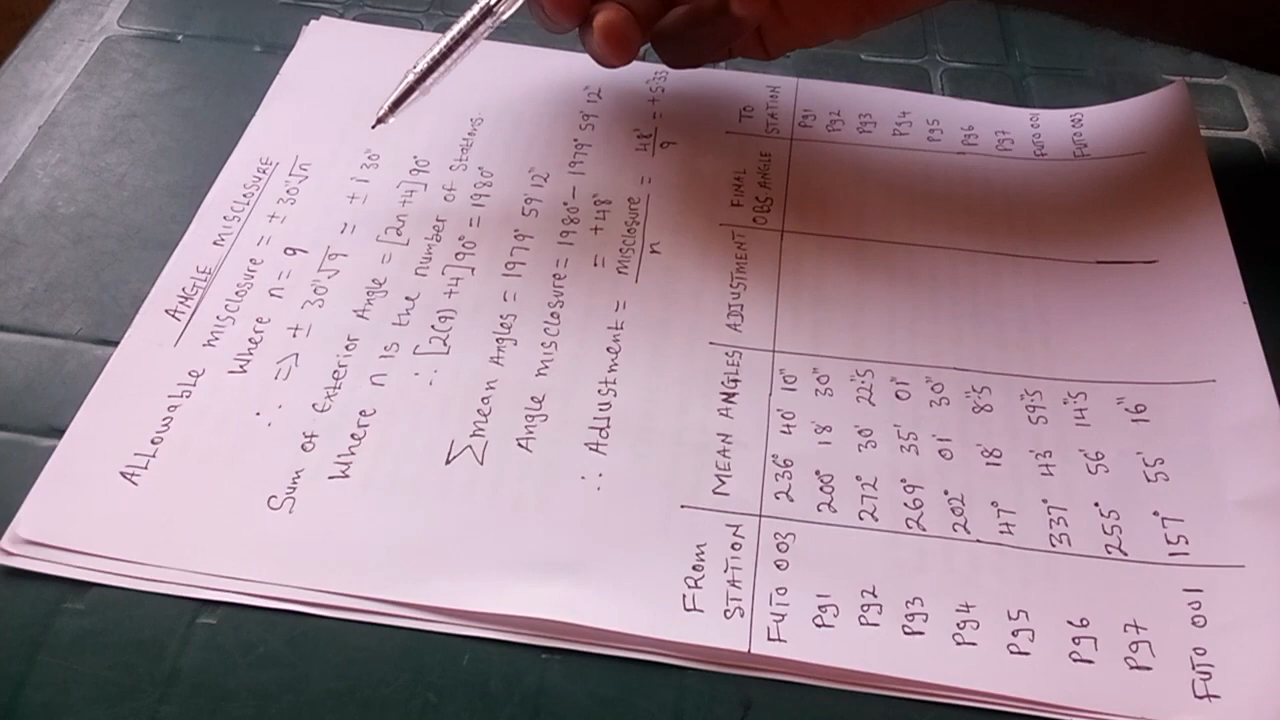 ANGLE MISCLOSURE
ALLOWABLE MISCLOSURE = ± 30"√n
Where n = 9
∴ => ± 30"√9 = ± 1' 30"
Sum of Exterior Angle = [2n+4]90°
Where n is the number of Stations.
∴ [2(9)+4]90° = 1980°
∑mean Angles = 1979° 59' 12"
Angle misclosure = 1980° - 1979° 59' 12"
= +48"
∴ Adjustment = misclosure / n = 48" / 9 = +5".33
FROM STATION | MEAN ANGLES | ADJUSTMENT | FINAL OBS. ANGLE | TO STATION
FUTO 003 | 236° 40' 10" | | | Pg1
Pg1 | 200° 18' 30" | | | Pg2
Pg2 | 272° 30' 22".5 | | | Pg3
Pg3 | 269° 35' 01" | | | Pg4
Pg4 | 202° 01' 30" | | | Pg5
Pg5 | 47° 18' 8".5 | | | Pg6
Pg6 | 337° 43' 59".5 | | | Pg7
Pg7 | 255° 56' 14".5 | | | FUTO 001
FUTO 001 | 157° 55' 16" | | | FUTO 003